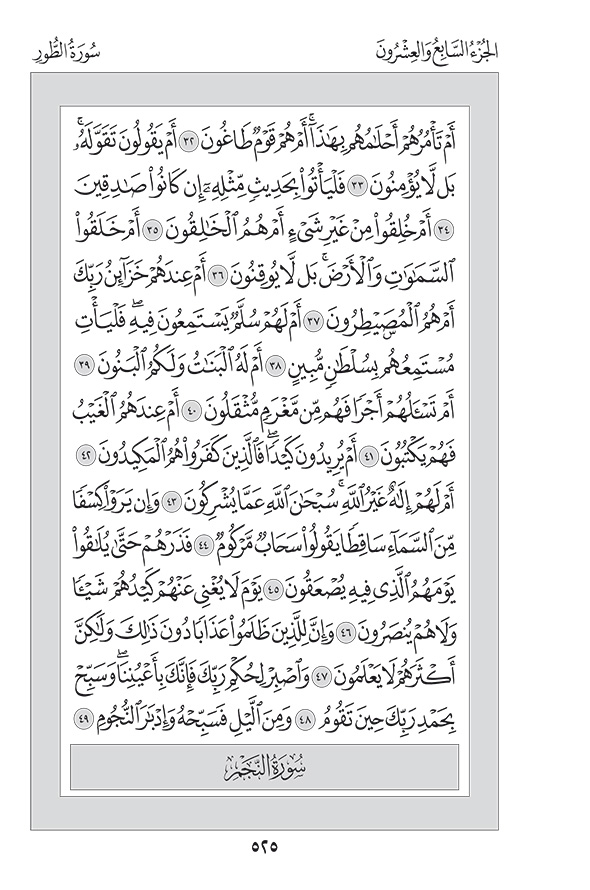 الجُزْءُ السَّابِعُ وَالعِشْرُونَ
سُورَةُ الطُّورِ
أَمْ تَأْمُرُهُمْ أَحْلَٰمُهُم بِهَٰذَآۚ أَمْ هُمْ قَوْمٌ طَاغُونَ ٣٢ أَمْ يَقُولُونَ تَقَوَّلَهُۥۚ
بَل لَّا يُؤْمِنُونَ ٣٣ فَلْيَأْتُوا۟ بِحَدِيثٍ مِّثْلِهِۦٓ إِن كَانُوا۟ صَٰدِقِينَ
٣٤ أَمْ خُلِقُوا۟ مِنْ غَيْرِ شَىْءٍ أَمْ هُمُ ٱلْخَٰلِقُونَ ٣٥ أَمْ خَلَقُوا۟
ٱلسَّمَٰوَٰتِ وَٱلْأَرْضَۚ بَل لَّا يُوقِنُونَ ٣٦ أَمْ عِندَهُمْ خَزَآئِنُ رَبِّكَ
أَمْ هُمُ ٱلْمُصَۣيْطِرُونَ ٣٧ أَمْ لَهُمْ سُلَّمٌ يَسْتَمِعُونَ فِيهِۖ فَلْيَأْتِ
مُسْتَمِعُهُم بِسُلْطَٰنٍ مُّبِينٍ ٣٨ أَمْ لَهُ ٱلْبَنَٰتُ وَلَكُمُ ٱلْبَنُونَ ٣٩
أَمْ تَسْـَٔلُهُمْ أَجْرًا فَهُم مِّن مَّغْرَمٍ مُّثْقَلُونَ ٤٠ أَمْ عِندَهُمُ ٱلْغَيْبُ
فَهُمْ يَكْتُبُونَ ٤١ أَمْ يُرِيدُونَ كَيْدًاۖ فَٱلَّذِينَ كَفَرُوا۟ هُمُ ٱلْمَكِيدُونَ ٤٢
أَمْ لَهُمْ إِلَٰهٌ غَيْرُ ٱللَّهِۚ سُبْحَٰنَ ٱللَّهِ عَمَّا يُشْرِكُونَ ٤٣ وَإِن يَرَوْا۟ كِسْفًا
مِّنَ ٱلسَّمَآءِ سَاقِطًا يَقُولُوا۟ سَحَابٌ مَّرْكُومٌ ٤٤ فَذَرْهُمْ حَتَّىٰ يُلَٰقُوا۟
يَوْمَهُمُ ٱلَّذِى فِيهِ يُصْعَقُونَ ٤٥ يَوْمَ لَا يُغْنِى عَنْهُمْ كَيْدُهُمْ شَيْـًٔا
وَلَا هُمْ يُنصَرُونَ ٤٦ وَإِنَّ لِلَّذِينَ ظَلَمُوا۟ عَذَابًا دُونَ ذَٰلِكَ وَلَٰكِنَّ
أَكْثَرَهُمْ لَا يَعْلَمُونَ ٤٧ وَٱصْبِرْ لِحُكْمِ رَبِّكَ فَإِنَّكَ بِأَعْيُنِنَاۖ وَسَبِّحْ
بِحَمْدِ رَبِّكَ حِينَ تَقُومُ ٤٨ وَمِنَ ٱلَّيْلِ فَسَبِّحْهُ وَإِدْبَٰرَ ٱلنُّجُومِ ٤٩
سُورَةُ النَّجْمِ
٥٢٥